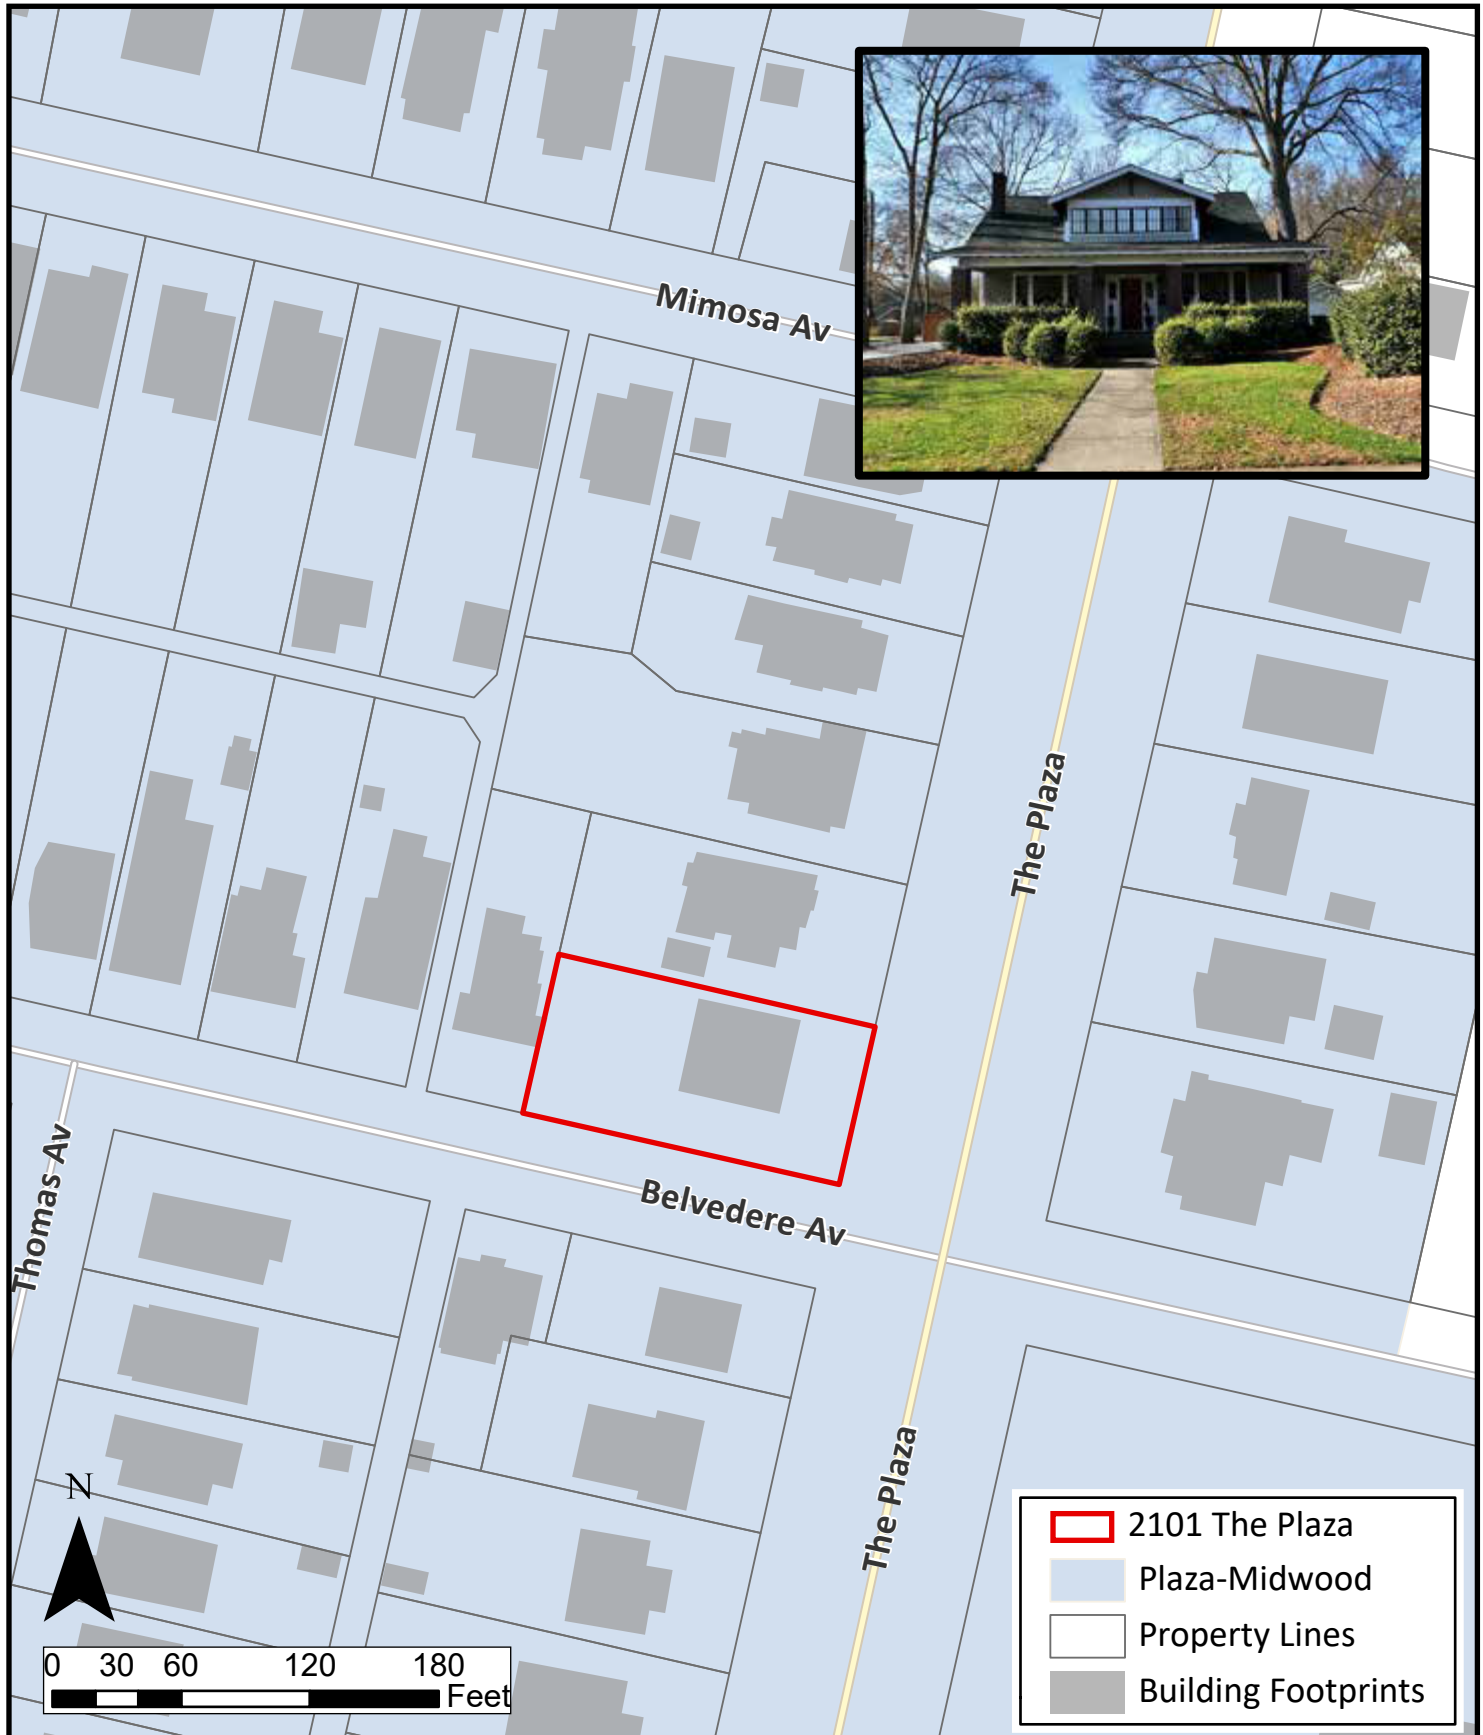 Mimosa Av
The Plaza
Belvedere Av
Thomas Av
The Plaza
N
0 30 60 120 180
Feet
2101 The Plaza
Plaza-Midwood
Property Lines
Building Footprints